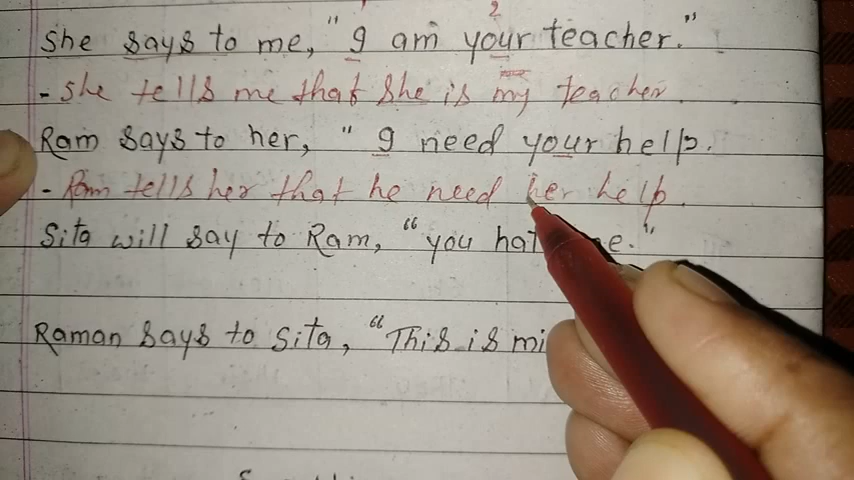 2
She says to me, "I am your teacher."
- She tells me that she is my teacher.
Ram says to her, " I need your help.
- Ram tells her that he need her help.
Sita will say to Ram, "you
Raman says to Sita, "This is